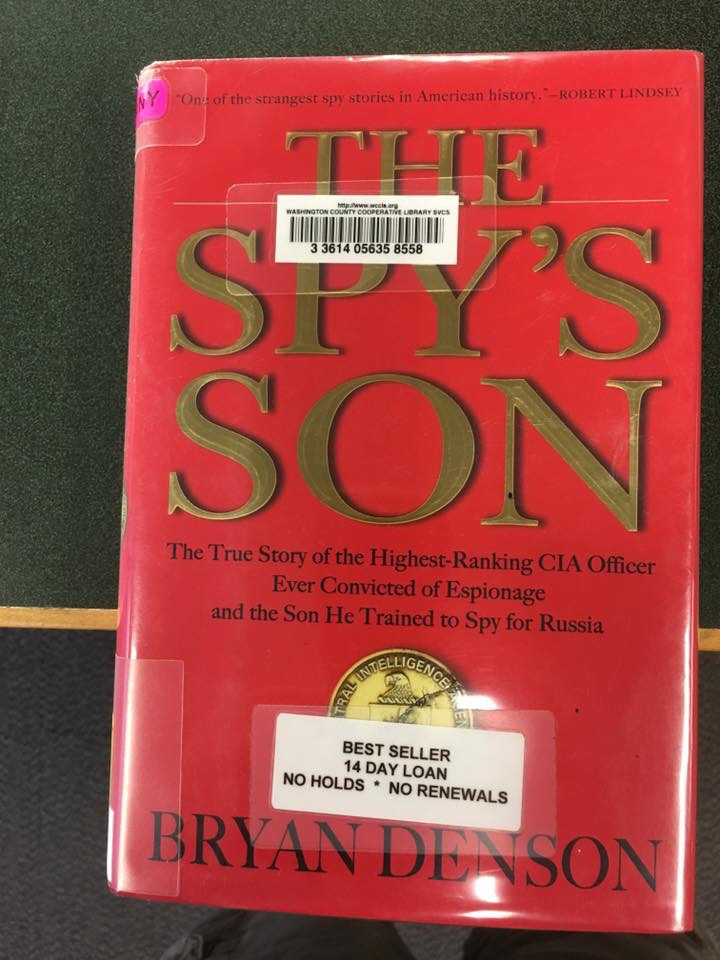 NY
"One of the strangest spy stories in American history."—ROBERT LINDSEY
THE
http://www.wccls.org
WASHINGTON COUNTY COOPERATIVE LIBRARY SVCS
3 3614 05635 8558
SPY'S
SON
The True Story of the Highest-Ranking CIA Officer
Ever Convicted of Espionage
and the Son He Trained to Spy for Russia
TRAL INTELLIGENCE AGEN
BEST SELLER
14 DAY LOAN
NO HOLDS * NO RENEWALS
BRYAN DENSON